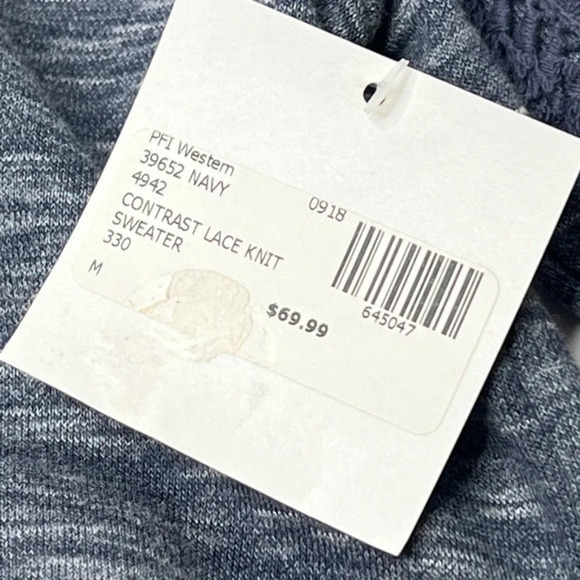 PFI Western
39652 NAVY
4942 0918
CONTRAST LACE KNIT
SWEATER
330
M
$69.99
645047